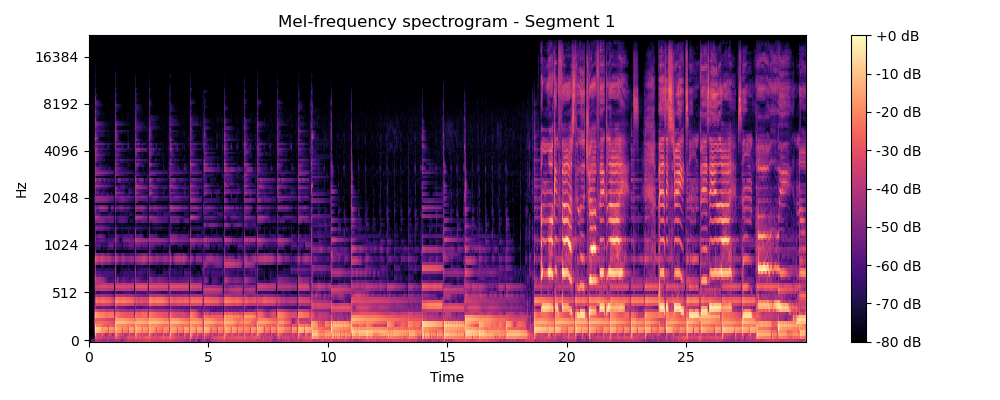 Mel-frequency spectrogram - Segment 1
Hz
16384
8192
4096
2048
1024
512
0
0 5 10 15 20 25
Time
+0 dB
-10 dB
-20 dB
-30 dB
-40 dB
-50 dB
-60 dB
-70 dB
-80 dB